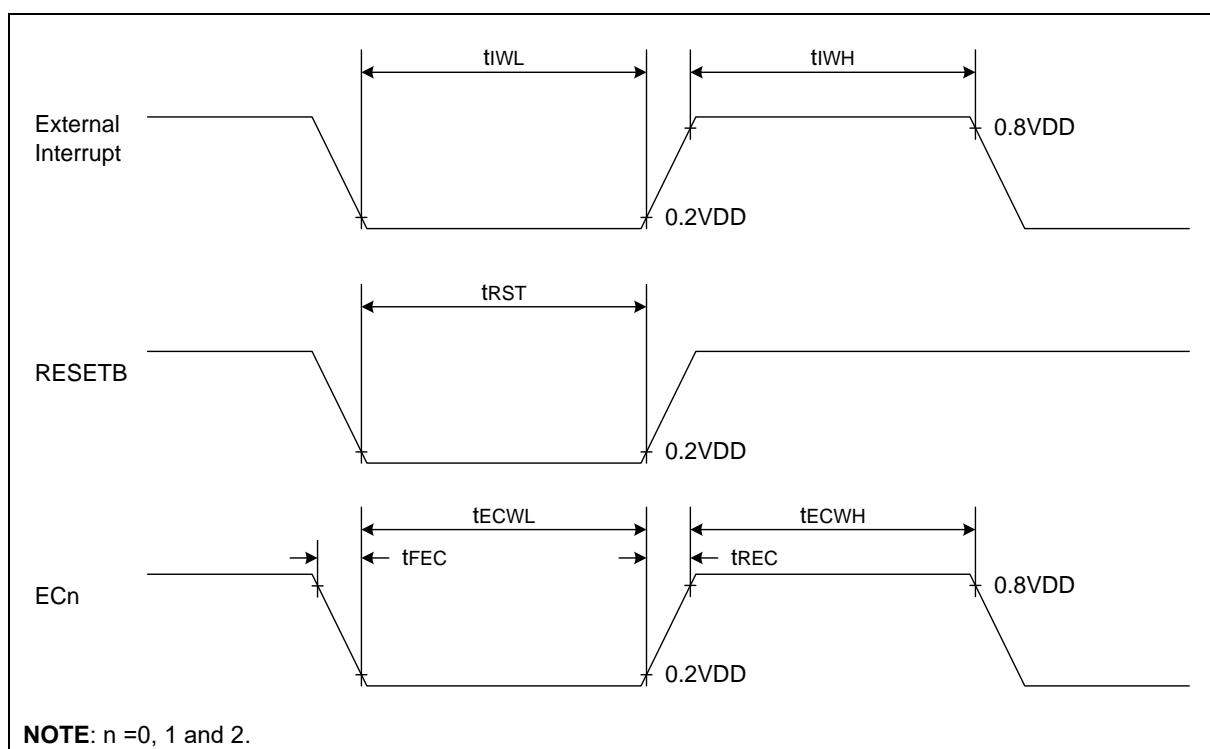 tIWL
tIWH
External
Interrupt
0.8VDD
0.2VDD
tRST
RESETB
0.2VDD
tECWL
tECWH
tFEC
tREC
ECn
0.8VDD
0.2VDD
NOTE: n =0, 1 and 2.